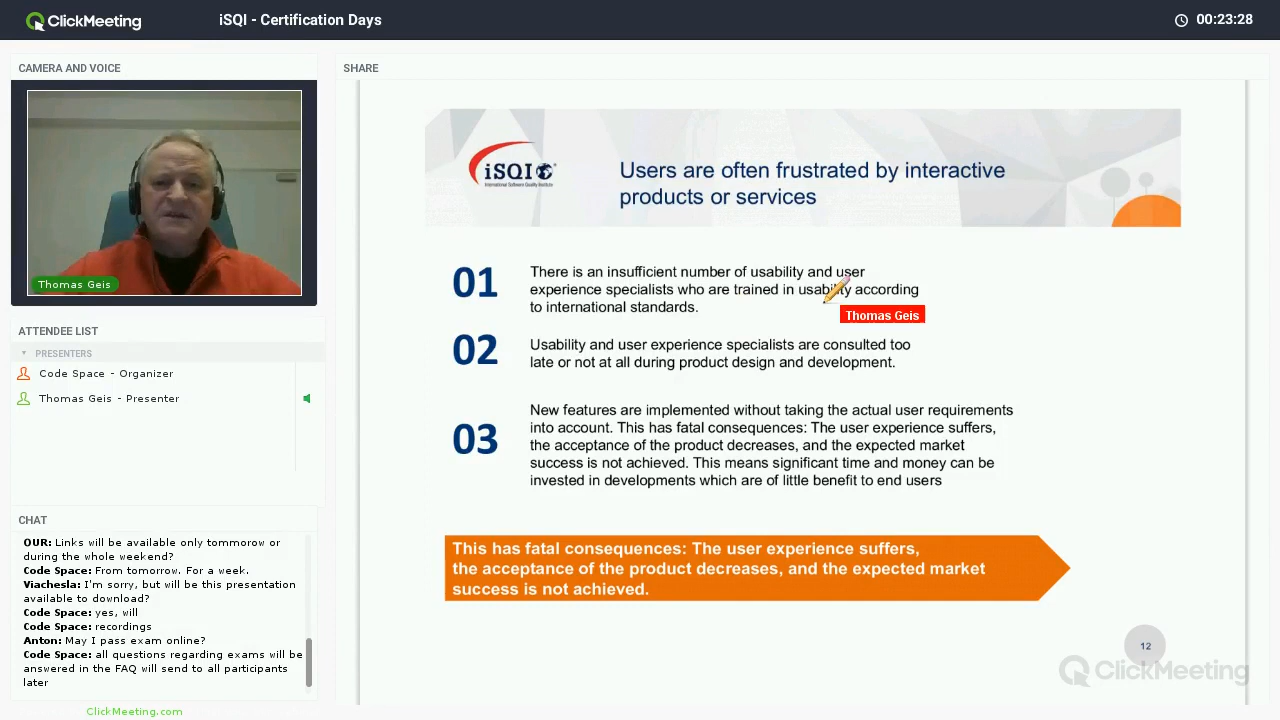 ClickMeeting
iSQI - Certification Days
00:23:28
CAMERA AND VOICE
Thomas Geis
ATTENDEE LIST
PRESENTERS
Code Space - Organizer
Thomas Geis - Presenter
CHAT
OUR: Links will be available only tommorow or
during the whole weekend?
Code Space: From tomorrow. For a week.
Viachesla: I'm sorry, but will be this presentation
available to download?
Code Space: yes, will
Code Space: recordings
Anton: May I pass exam online?
Code Space: all questions regarding exams will be
answered in the FAQ will send to all participants
later
ClickMeeting.com
SHARE
iSQI
International Software Quality Institute
Users are often frustrated by interactive
products or services
01
There is an insufficient number of usability and user
experience specialists who are trained in usability according
to international standards.
Thomas Geis
02
Usability and user experience specialists are consulted too
late or not at all during product design and development.
03
New features are implemented without taking the actual user requirements
into account. This has fatal consequences: The user experience suffers,
the acceptance of the product decreases, and the expected market
success is not achieved. This means significant time and money can be
invested in developments which are of little benefit to end users
This has fatal consequences: The user experience suffers,
the acceptance of the product decreases, and the expected market
success is not achieved.
12
ClickMeeting